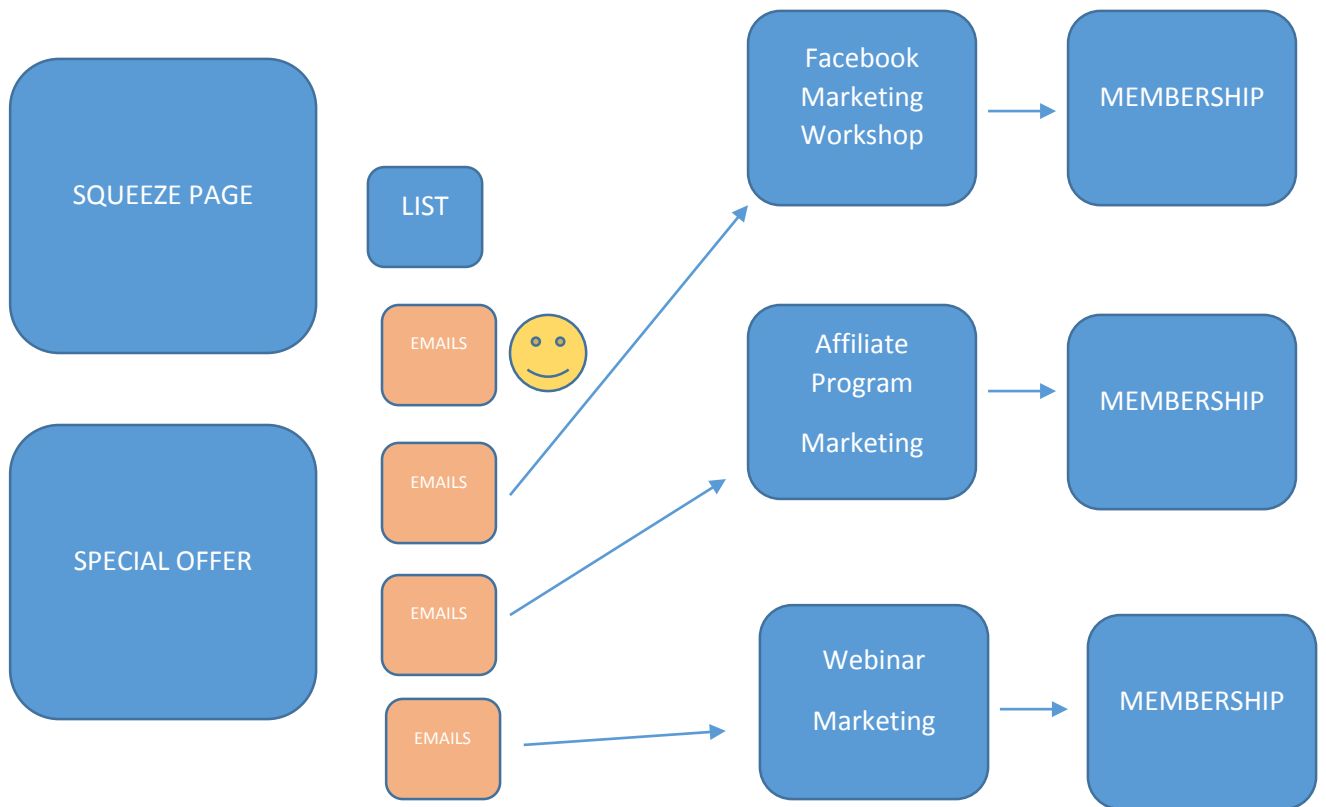 SQUEEZE PAGE
SPECIAL OFFER
LIST
EMAILS
EMAILS
EMAILS
EMAILS
Facebook
Marketing
Workshop
MEMBERSHIP
Affiliate
Program
Marketing
MEMBERSHIP
Webinar
Marketing
MEMBERSHIP